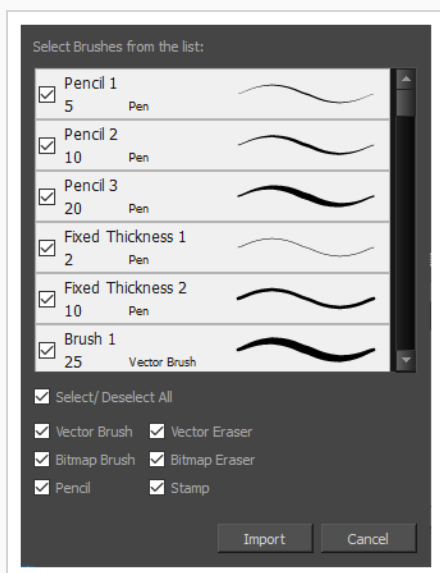 Select Brushes from the list:
Pencil 1
5 Pen
Pencil 2
10 Pen
Pencil 3
20 Pen
Fixed Thickness 1
2 Pen
Fixed Thickness 2
10 Pen
Brush 1
25 Vector Brush
Select/ Deselect All
Vector Brush Vector Eraser
Bitmap Brush Bitmap Eraser
Pencil Stamp
Import Cancel